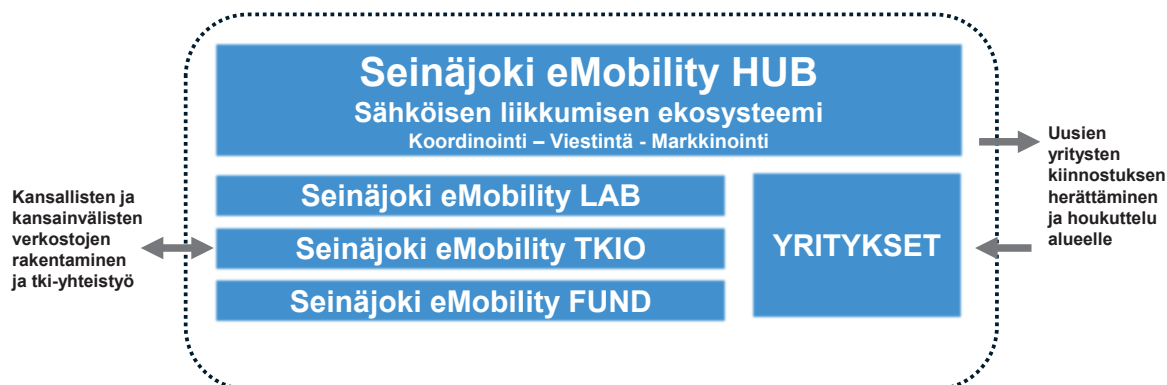 Seinäjoki eMobility HUB
Sähköisen liikkumisen ekosysteemi
Koordinointi – Viestintä - Markkinointi
Kansallisten ja
kansainvälisten
verkostojen
rakentaminen
ja tki-yhteistyö
Seinäjoki eMobility LAB
Seinäjoki eMobility TKIO
Seinäjoki eMobility FUND
YRITYKSET
Uusien
yritysten
kiinnostuksen
herättäminen
ja houkuttelu
alueelle